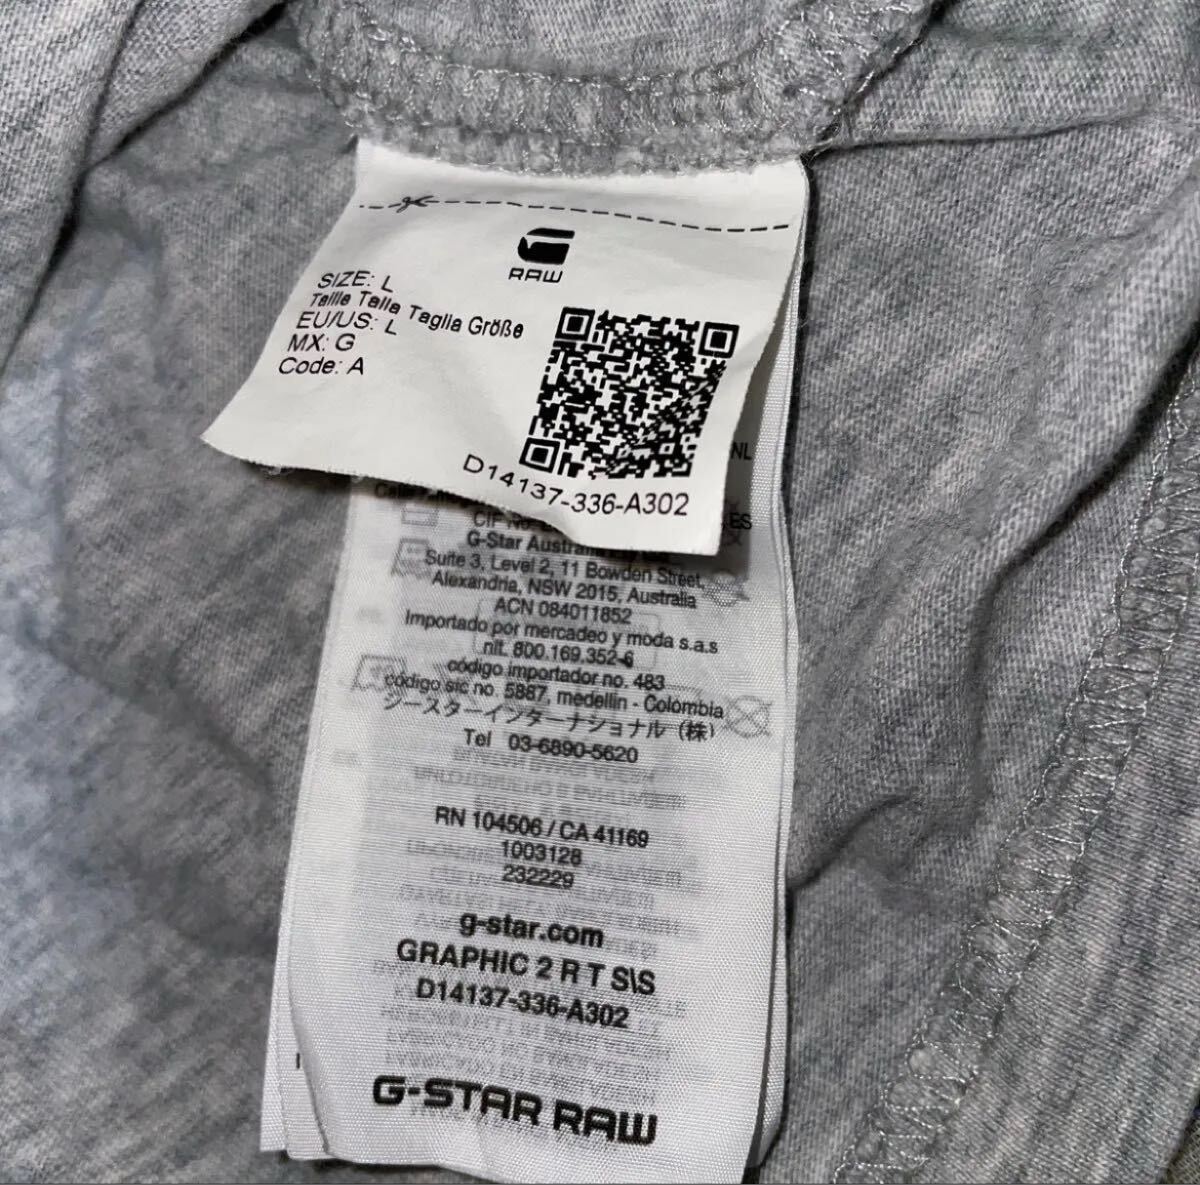 RAW
SIZE: L
Taille Talla Taglia Größe
EU/US: L
MX: G
Code: A
D14137-336-A302
NL
ES
G-Star Australia
Suite 3, Level 2, 11 Bowden Street,
Alexandria, NSW 2015, Australia
ACN 084011852
Importado por mercadeo y moda s.a.s
nit. 800.169.352-6
código importador no. 483
código sic no. 5887, medellin - Colombia
ジースターインターナショナル（株）
Tel 03-6890-5620
RN 104506 / CA 41169
1003128
232229
g-star.com
GRAPHIC 2 R T S\S
D14137-336-A302
G-STAR RAW